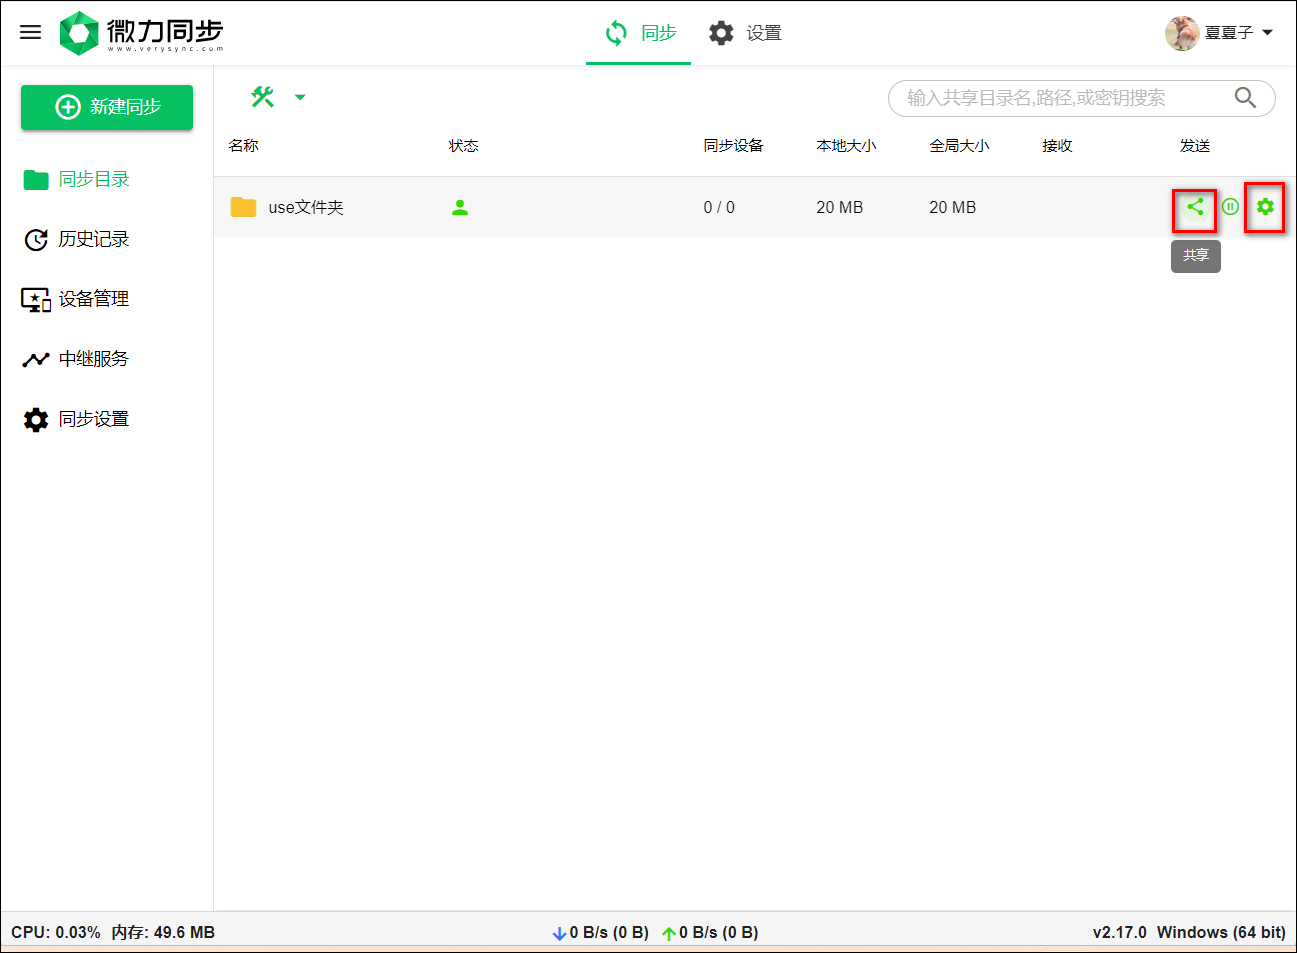 微力同步
www.verysync.com
同步 设置
夏夏子
新建同步
输入共享目录名,路径,或密钥搜索
名称 状态 同步设备 本地大小 全局大小 接收 发送
同步目录
use文件夹 0 / 0 20 MB 20 MB
历史记录
共享
设备管理
中继服务
同步设置
CPU: 0.03% 内存: 49.6 MB 0 B/s (0 B) 0 B/s (0 B) v2.17.0 Windows (64 bit)